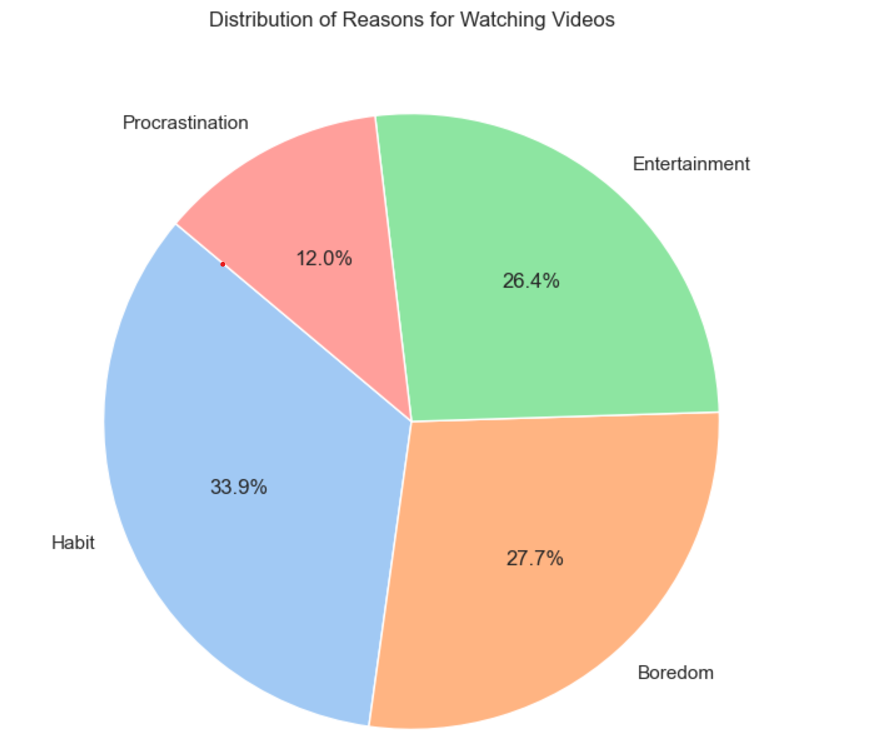 Distribution of Reasons for Watching Videos
Procrastination
Entertainment
12.0%
26.4%
33.9%
Habit
27.7%
Boredom